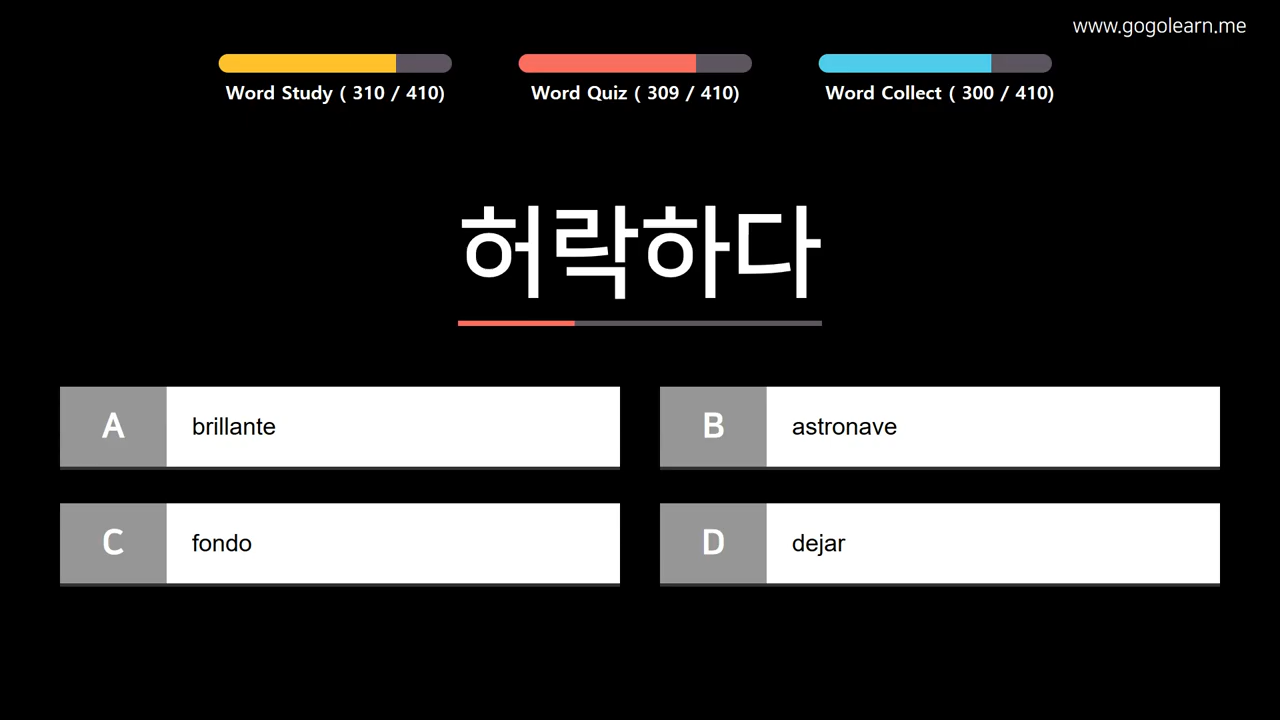 www.gogolearn.me
Word Study ( 310 / 410)
Word Quiz ( 309 / 410)
Word Collect ( 300 / 410)
허락하다
A brillante
B astronave
C fondo
D dejar